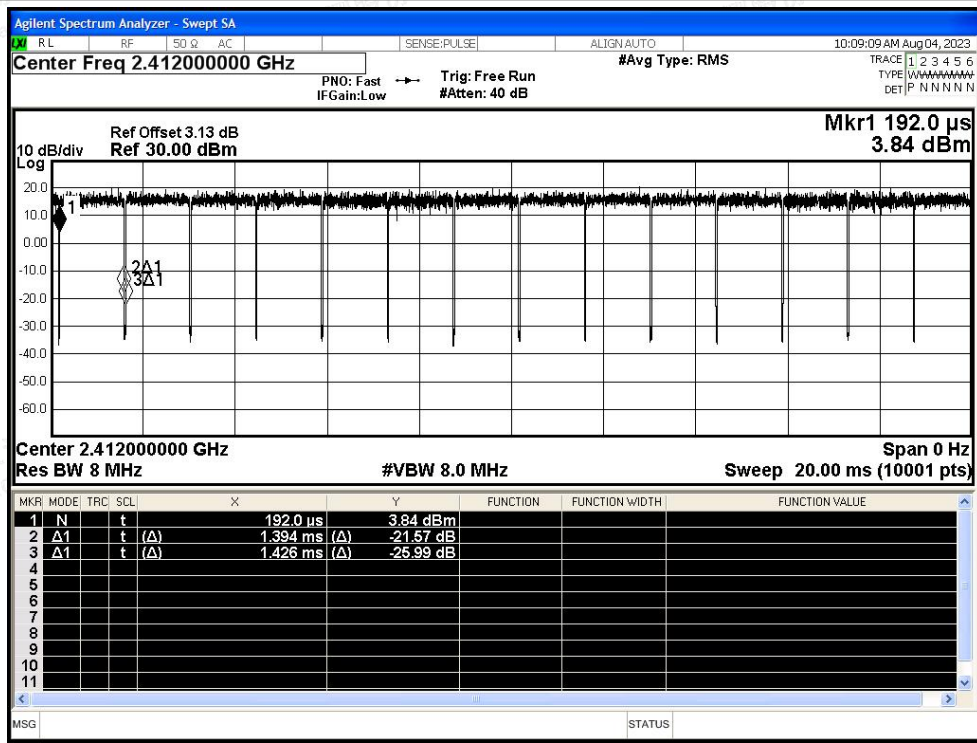 Agilent Spectrum Analyzer - Swept SA
LXI RL RF 50 Ω AC SENSE:PULSE ALIGN AUTO 10:09:09 AM Aug 04, 2023
Center Freq 2.412000000 GHz #Avg Type: RMS TRACE 1 2 3 4 5 6
PNO: Fast Trig: Free Run TYPE WWWWWW
IFGain:Low #Atten: 40 dB DET P N N N N N
Mkr1 192.0 µs
Ref Offset 3.13 dB
10 dB/div Ref 30.00 dBm 3.84 dBm
Log
20.0
1
10.0
0.00
-10.0
2Δ1
3Δ1
-20.0
-30.0
-40.0
-50.0
-60.0
Center 2.412000000 GHz Span 0 Hz
Res BW 8 MHz #VBW 8.0 MHz Sweep 20.00 ms (10001 pts)
MKR MODE TRC SCL X Y FUNCTION FUNCTION WIDTH FUNCTION VALUE
1 N t 192.0 µs 3.84 dBm
2 Δ1 t (Δ) 1.394 ms (Δ) -21.57 dB
3 Δ1 t (Δ) 1.426 ms (Δ) -25.99 dB
4
5
6
7
8
9
10
11
MSG STATUS